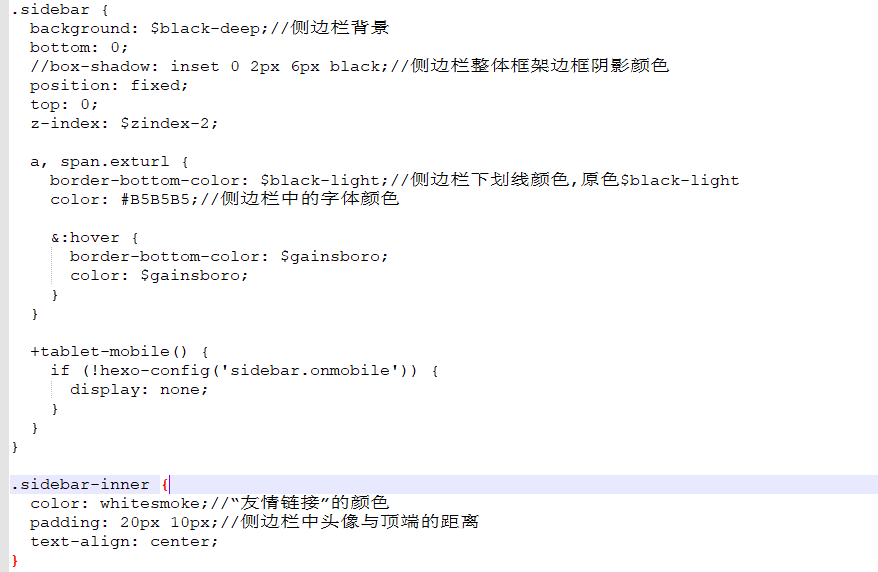 .sidebar {
  background: $black-deep;//侧边栏背景
  bottom: 0;
  //box-shadow: inset 0 2px 6px black;//侧边栏整体框架边框阴影颜色
  position: fixed;
  top: 0;
  z-index: $zindex-2;

  a, span.exturl {
    border-bottom-color: $black-light;//侧边栏下划线颜色,原色$black-light
    color: #B5B5B5;//侧边栏中的字体颜色

    &:hover {
      border-bottom-color: $gainsboro;
      color: $gainsboro;
    }
  }

  +tablet-mobile() {
    if (!hexo-config('sidebar.onmobile')) {
      display: none;
    }
  }
}

.sidebar-inner {
  color: whitesmoke;//“友情链接”的颜色
  padding: 20px 10px;//侧边栏中头像与顶端的距离
  text-align: center;
}